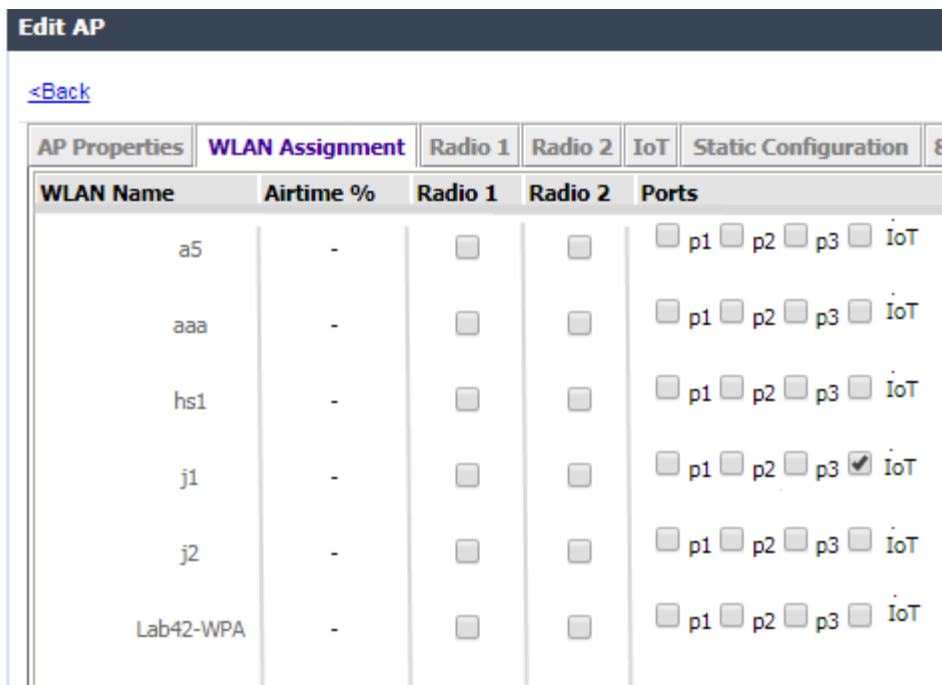 Edit AP
<Back
AP Properties WLAN Assignment Radio 1 Radio 2 IoT Static Configuration
WLAN Name Airtime % Radio 1 Radio 2 Ports
a5 - p1 p2 p3 IoT
aaa - p1 p2 p3 IoT
hs1 - p1 p2 p3 IoT
j1 - p1 p2 p3 IoT
j2 - p1 p2 p3 IoT
Lab42-WPA - p1 p2 p3 IoT